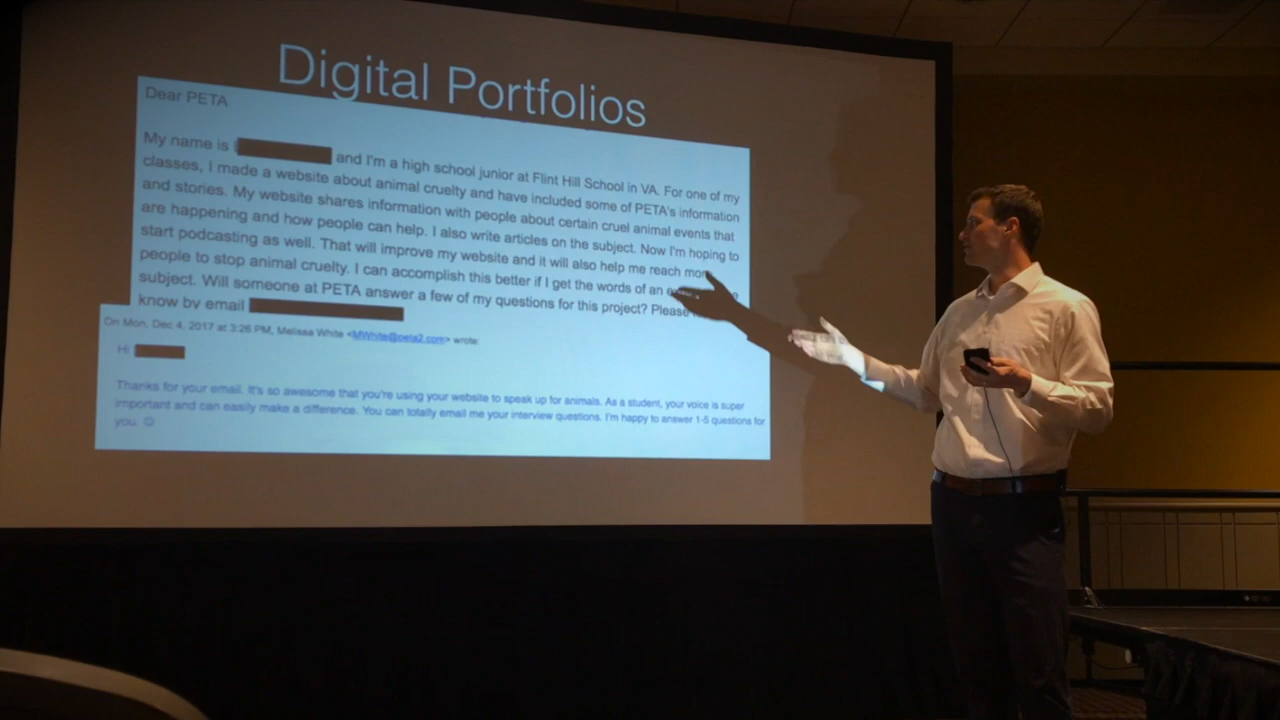 Digital Portfolios
Dear PETA
My name is and I'm a high school junior at Flint Hill School in VA. For one of my
classes, I made a website about animal cruelty and have included some of PETA's information
and stories. My website shares information with people about certain cruel animal events that
are happening and how people can help. I also write articles on the subject. Now I'm hoping to
start podcasting as well. That will improve my website and it will also help me reach more
people to stop animal cruelty. I can accomplish this better if I get the words of an
subject. Will someone at PETA answer a few of my questions for this project? Please
know by email
On Mon, Dec 4, 2017 at 3:26 PM, Melissa White <MWhite@peta2.com> wrote:
Hi
Thanks for your email. It's so awesome that you're using your website to speak up for animals. As a student, your voice is super
important and can easily make a difference. You can totally email me your interview questions. I'm happy to answer 1-5 questions for
you. ☺